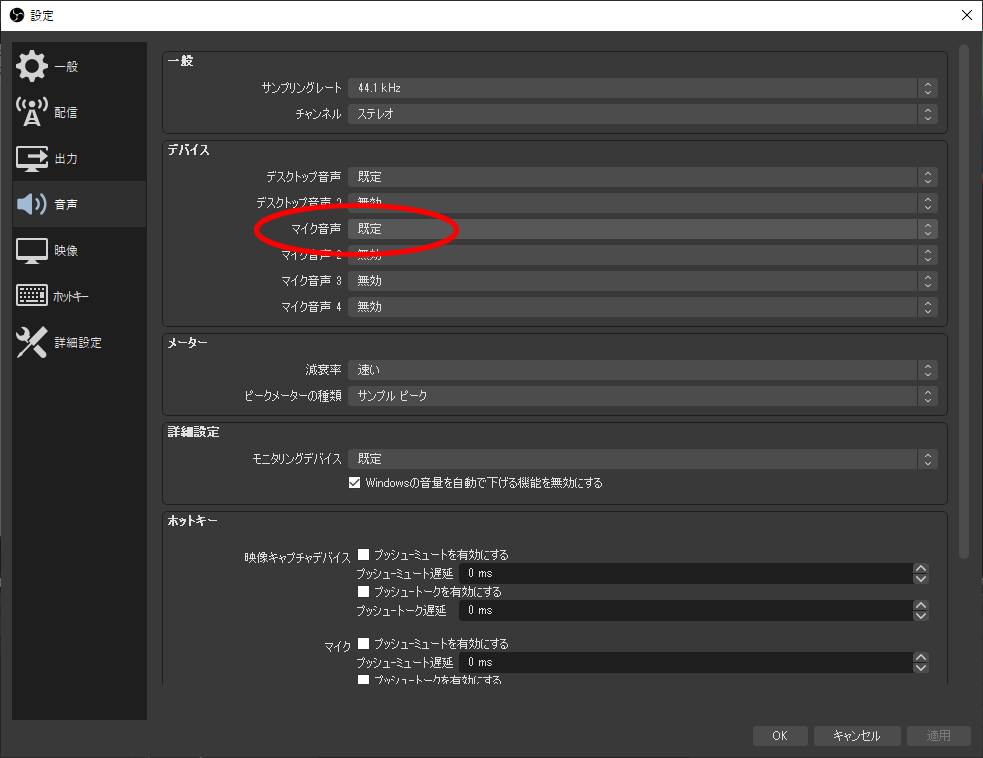 設定
一般
配信
出力
音声
映像
ホットキー
詳細設定
一般
サンプリングレート 44.1 kHz
チャンネル ステレオ
デバイス
デスクトップ音声 既定
デスクトップ音声 2 無効
マイク音声 既定
マイク音声 2 無効
マイク音声 3 無効
マイク音声 4 無効
メーター
減衰率 速い
ピークメーターの種類 サンプル ピーク
詳細設定
モニタリングデバイス 既定
Windowsの音量を自動で下げる機能を無効にする
ホットキー
映像キャプチャデバイス プッシューミュートを有効にする
プッシューミュート遅延 0 ms
プッシュートークを有効にする
プッシュートーク遅延 0 ms
マイク プッシューミュートを有効にする
プッシューミュート遅延 0 ms
プッシュートークを有効にする
OK キャンセル 適用